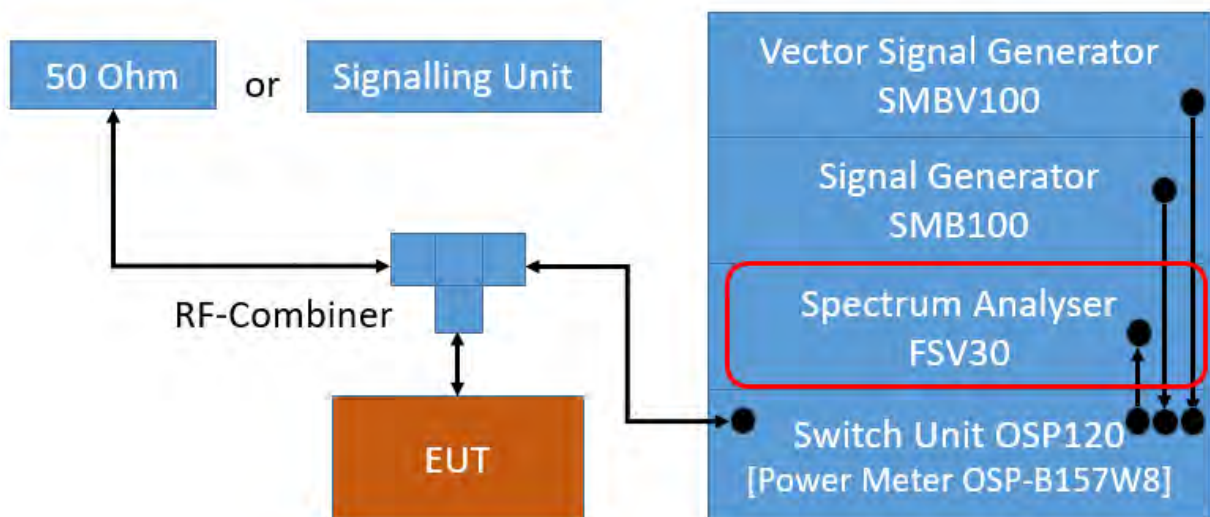 50 Ohm
or
Signalling Unit
RF-Combiner
EUT
Vector Signal Generator
SMBV100
Signal Generator
SMB100
Spectrum Analyser
FSV30
Switch Unit OSP120
[Power Meter OSP-B157W8]